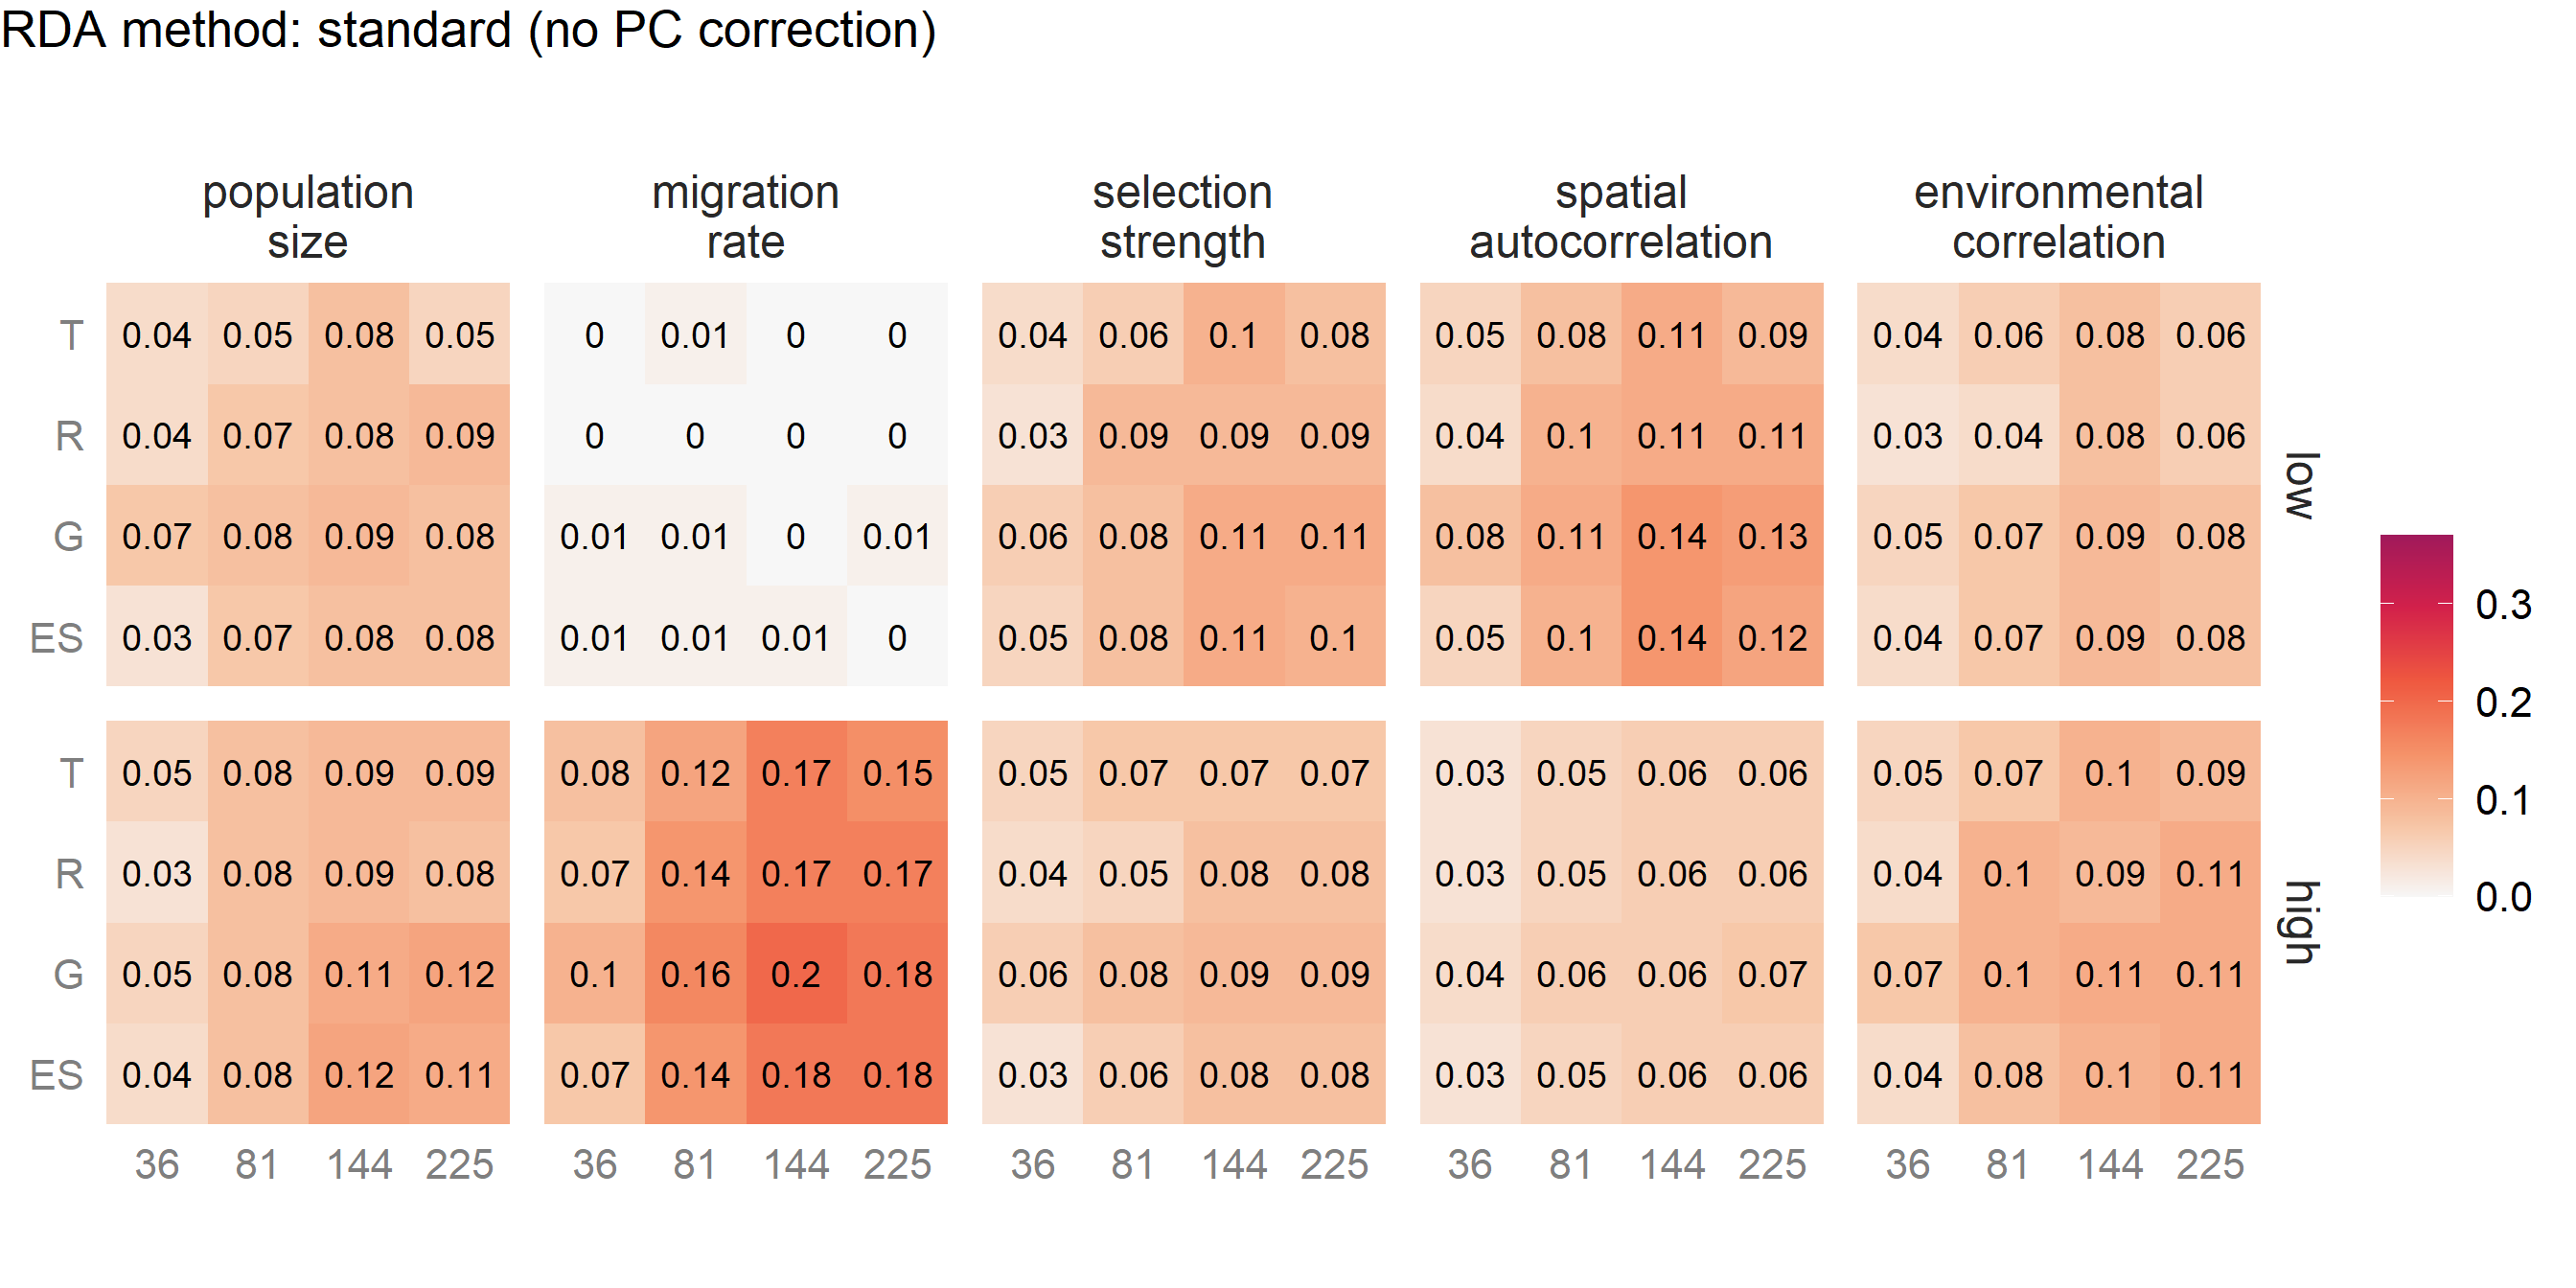 RDA method: standard (no PC correction)
population size
migration rate
selection strength
spatial autocorrelation
environmental correlation
T 0.04 0.05 0.08 0.05 0 0.01 0 0 0.04 0.06 0.1 0.08 0.05 0.08 0.11 0.09 0.04 0.06 0.08 0.06
R 0.04 0.07 0.08 0.09 0 0 0 0 0.03 0.09 0.09 0.09 0.04 0.1 0.11 0.11 0.03 0.04 0.08 0.06
G 0.07 0.08 0.09 0.08 0.01 0.01 0 0.01 0.06 0.08 0.11 0.11 0.08 0.11 0.14 0.13 0.05 0.07 0.09 0.08
ES 0.03 0.07 0.08 0.08 0.01 0.01 0.01 0 0.05 0.08 0.11 0.1 0.05 0.1 0.14 0.12 0.04 0.07 0.09 0.08
low
T 0.05 0.08 0.09 0.09 0.08 0.12 0.17 0.15 0.05 0.07 0.07 0.07 0.03 0.05 0.06 0.06 0.05 0.07 0.1 0.09
R 0.03 0.08 0.09 0.08 0.07 0.14 0.17 0.17 0.04 0.05 0.08 0.08 0.03 0.05 0.06 0.06 0.04 0.1 0.09 0.11
G 0.05 0.08 0.11 0.12 0.1 0.16 0.2 0.18 0.06 0.08 0.09 0.09 0.04 0.06 0.06 0.07 0.07 0.1 0.11 0.11
ES 0.04 0.08 0.12 0.11 0.07 0.14 0.18 0.18 0.03 0.06 0.08 0.08 0.03 0.05 0.06 0.06 0.04 0.08 0.1 0.11
high
36 81 144 225 36 81 144 225 36 81 144 225 36 81 144 225 36 81 144 225
0.3
0.2
0.1
0.0